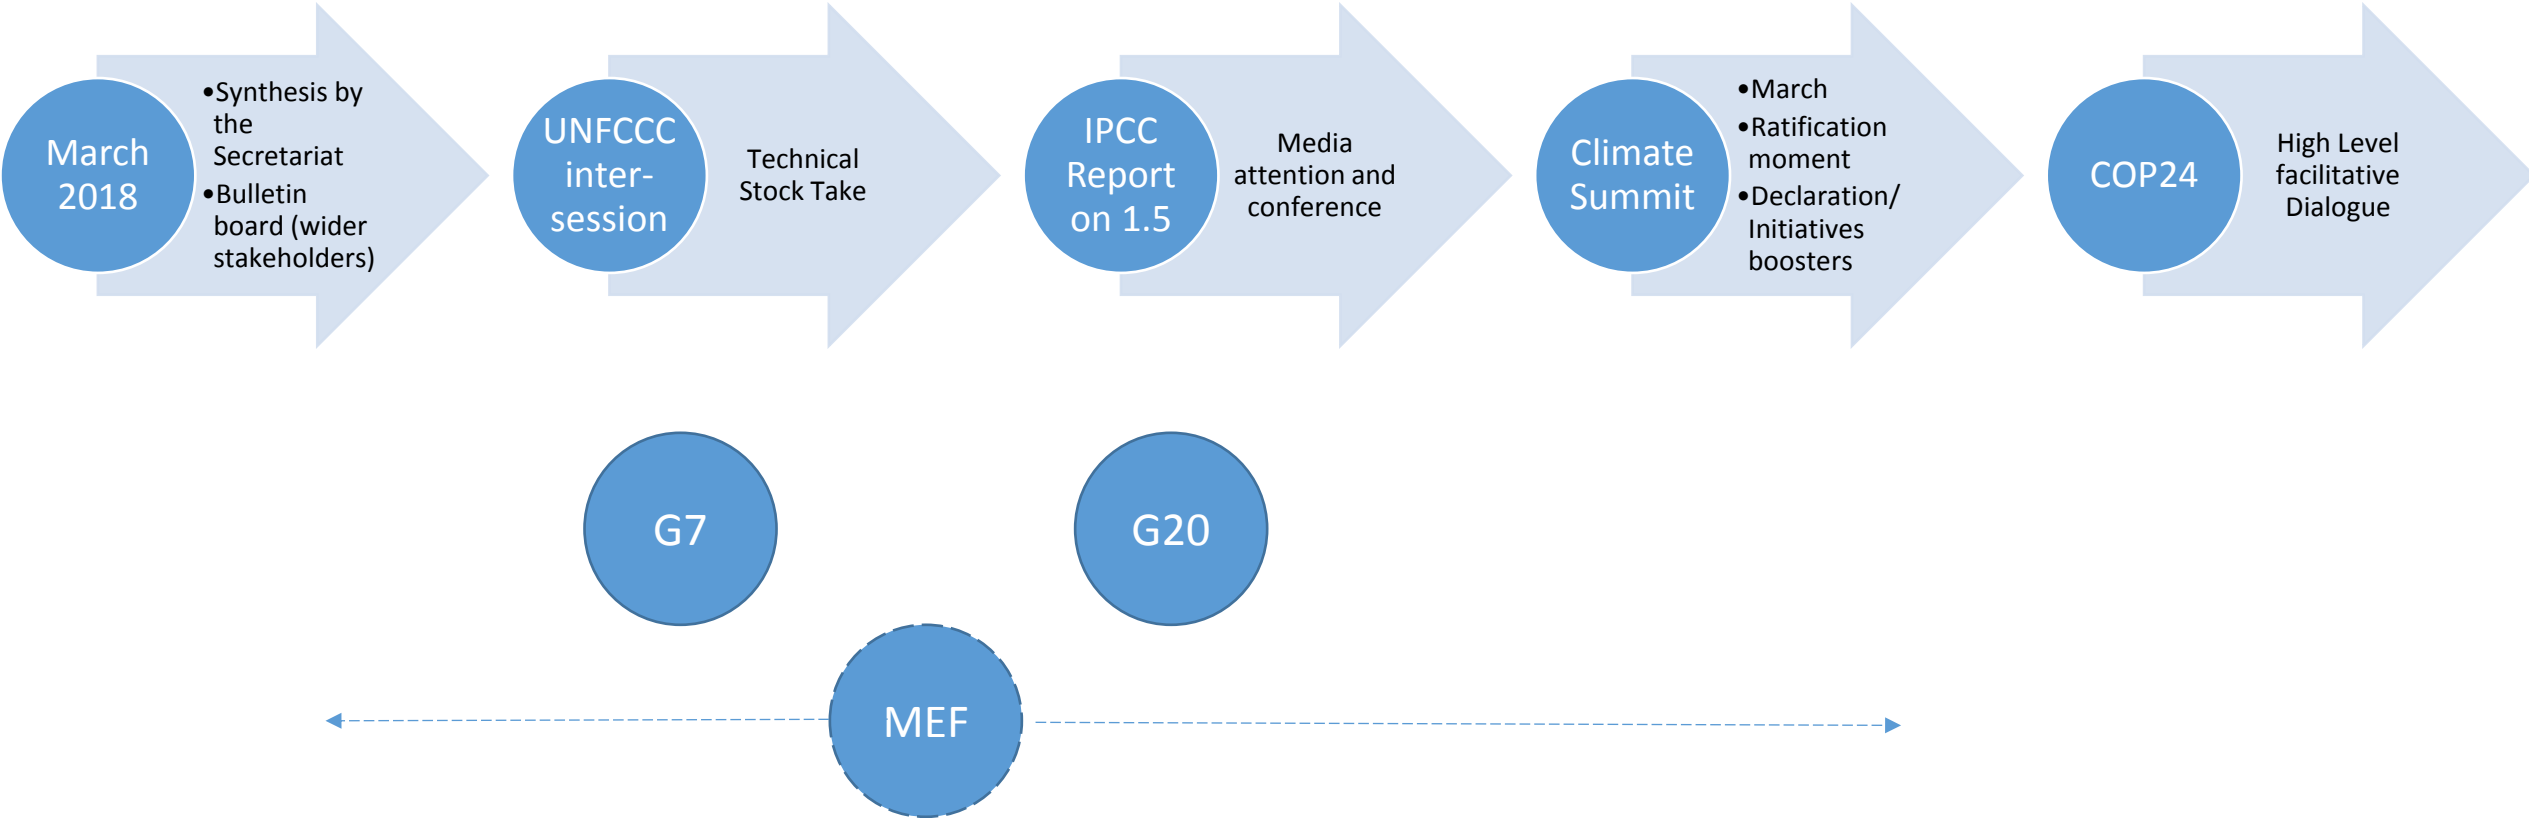 March
2018
•Synthesis by
the
Secretariat
•Bulletin
board (wider
stakeholders)
UNFCCC
inter-
session
Technical
Stock Take
IPCC
Report
on 1.5
Media
attention and
conference
Climate
Summit
•March
•Ratification
moment
•Declaration/
Initiatives
boosters
COP24
High Level
facilitative
Dialogue
G7
G20
MEF